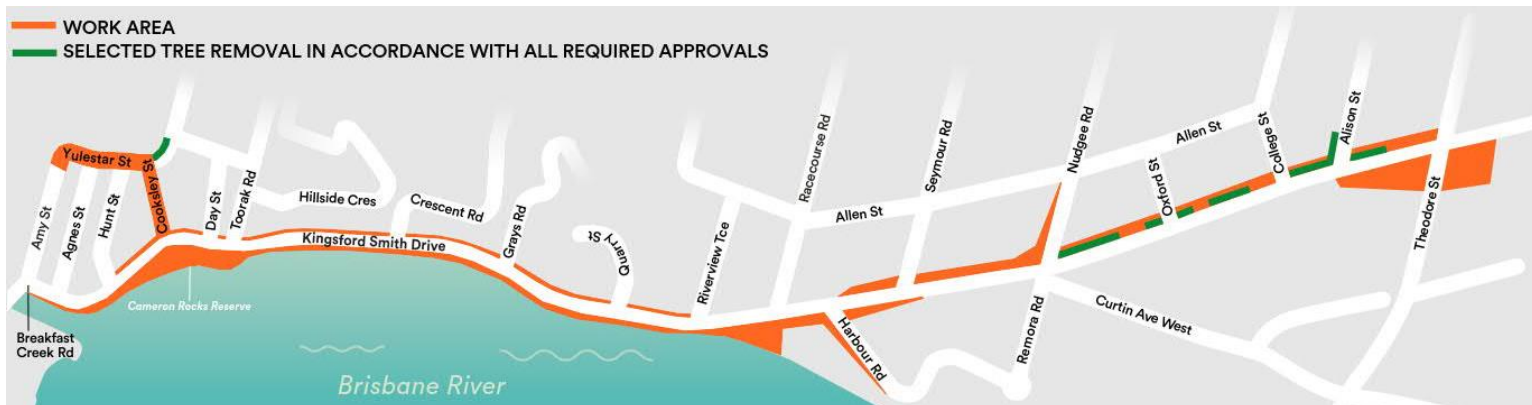 WORK AREA
SELECTED TREE REMOVAL IN ACCORDANCE WITH ALL REQUIRED APPROVALS
Yulestar St
Amy St
Agnes St
Hunt St
Cooksley St
Day St
Toorak Rd
Hillside Cres
Crescent Rd
Kingsford Smith Drive
Grays Rd
Quarry St
Riverview Tce
Racecourse Rd
Allen St
Seymour Rd
Nudgee Rd
Allen St
Oxford St
College St
Alison St
Theodore St
Cameron Rocks Reserve
Breakfast
Creek Rd
Harbour Rd
Remora Rd
Curtin Ave West
Brisbane River